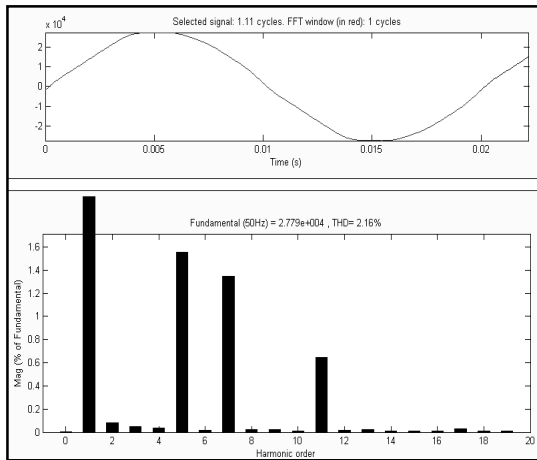 Selected signal: 1.11 cycles. FFT window (in red): 1 cycles
x 10^4
2
1
0
-1
-2
0
0.005
0.01
0.015
0.02
Time (s)
Fundamental (50Hz) = 2.779e+004 , THD= 2.16%
Mag (% of Fundamental)
1.6
1.4
1.2
1
0.8
0.6
0.4
0.2
0
0 2 4 6 8 10 12 14 16 18 20
Harmonic order